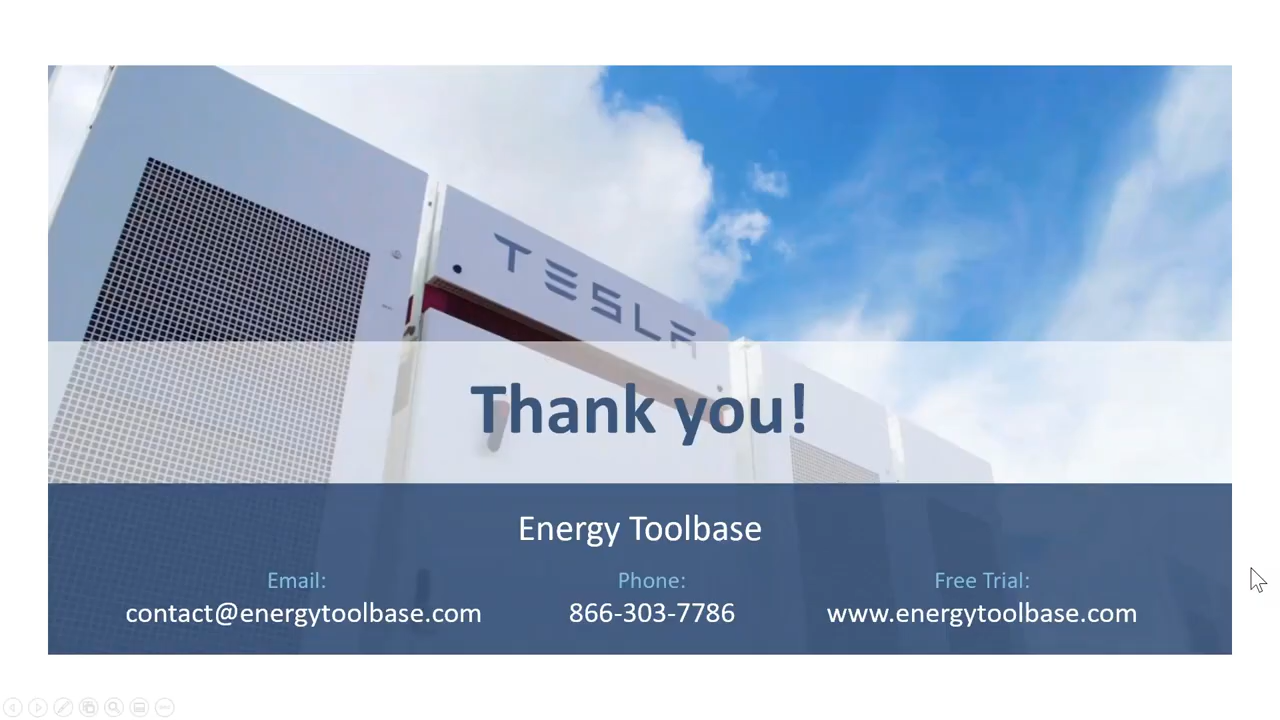 TESLA
Thank you!
Energy Toolbase
Email:
contact@energytoolbase.com
Phone:
866-303-7786
Free Trial:
www.energytoolbase.com